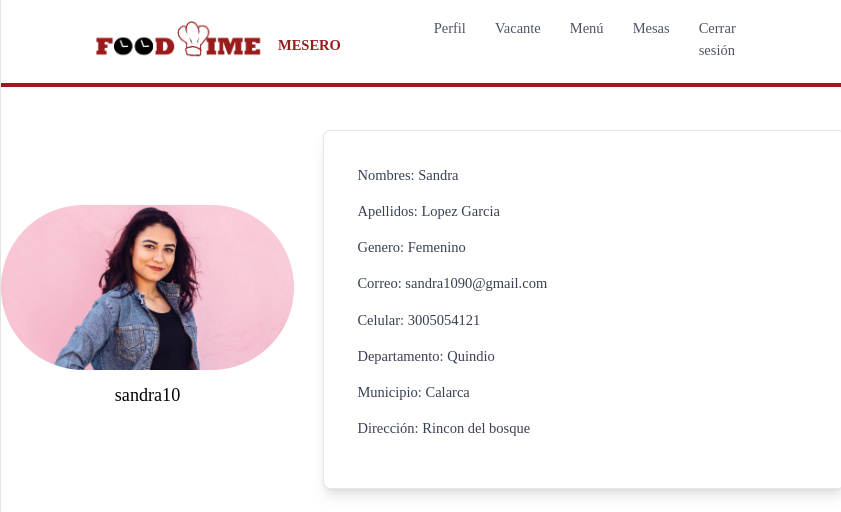 FOOD TIME
MESERO
Perfil
Vacante
Menú
Mesas
Cerrar
sesión
Nombres: Sandra
Apellidos: Lopez Garcia
Genero: Femenino
Correo: sandra1090@gmail.com
Celular: 3005054121
Departamento: Quindio
Municipio: Calarca
Dirección: Rincon del bosque
sandra10